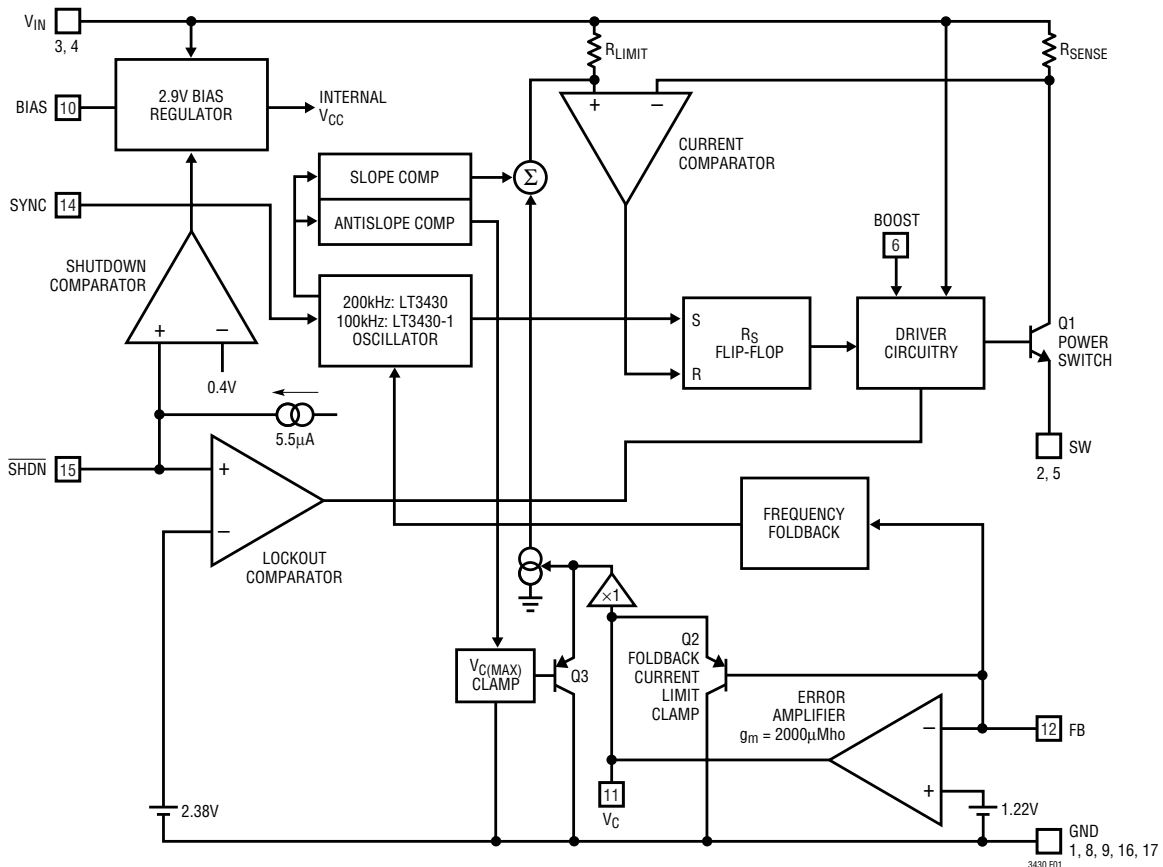 VIN
3, 4
RLIMIT
RSENSE
2.9V BIAS
REGULATOR
BIAS
10
INTERNAL
VCC
+
–
CURRENT
COMPARATOR
SLOPE COMP
Σ
ANTISLOPE COMP
SYNC
14
BOOST
6
SHUTDOWN
COMPARATOR
+
–
0.4V
200kHz: LT3430
100kHz: LT3430-1
OSCILLATOR
S
R
RS
FLIP-FLOP
DRIVER
CIRCUITRY
Q1
POWER
SWITCH
5.5µA
SHDN
15
+
–
LOCKOUT
COMPARATOR
SW
2, 5
FREQUENCY
FOLDBACK
×1
VC(MAX)
CLAMP
Q3
Q2
FOLDBACK
CURRENT
LIMIT
CLAMP
ERROR
AMPLIFIER
gm = 2000µMho
–
+
12
FB
11
VC
2.38V
1.22V
GND
1, 8, 9, 16, 17
3430 F01